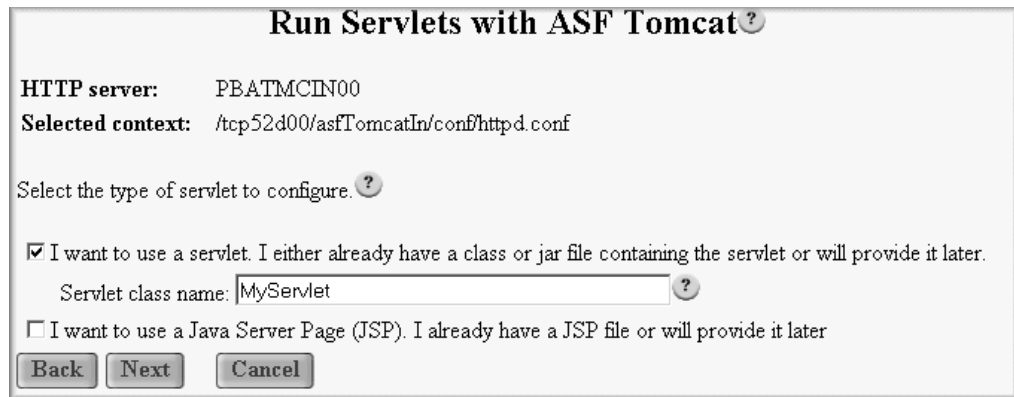 Run Servlets with ASF Tomcat ?
HTTP server: PBATMCIN00
Selected context: /tcp52d00/asfTomcatIn/conf/httpd.conf
Select the type of servlet to configure. ?
I want to use a servlet. I either already have a class or jar file containing the servlet or will provide it later.
Servlet class name: MyServlet ?
I want to use a Java Server Page (JSP). I already have a JSP file or will provide it later
Back Next Cancel